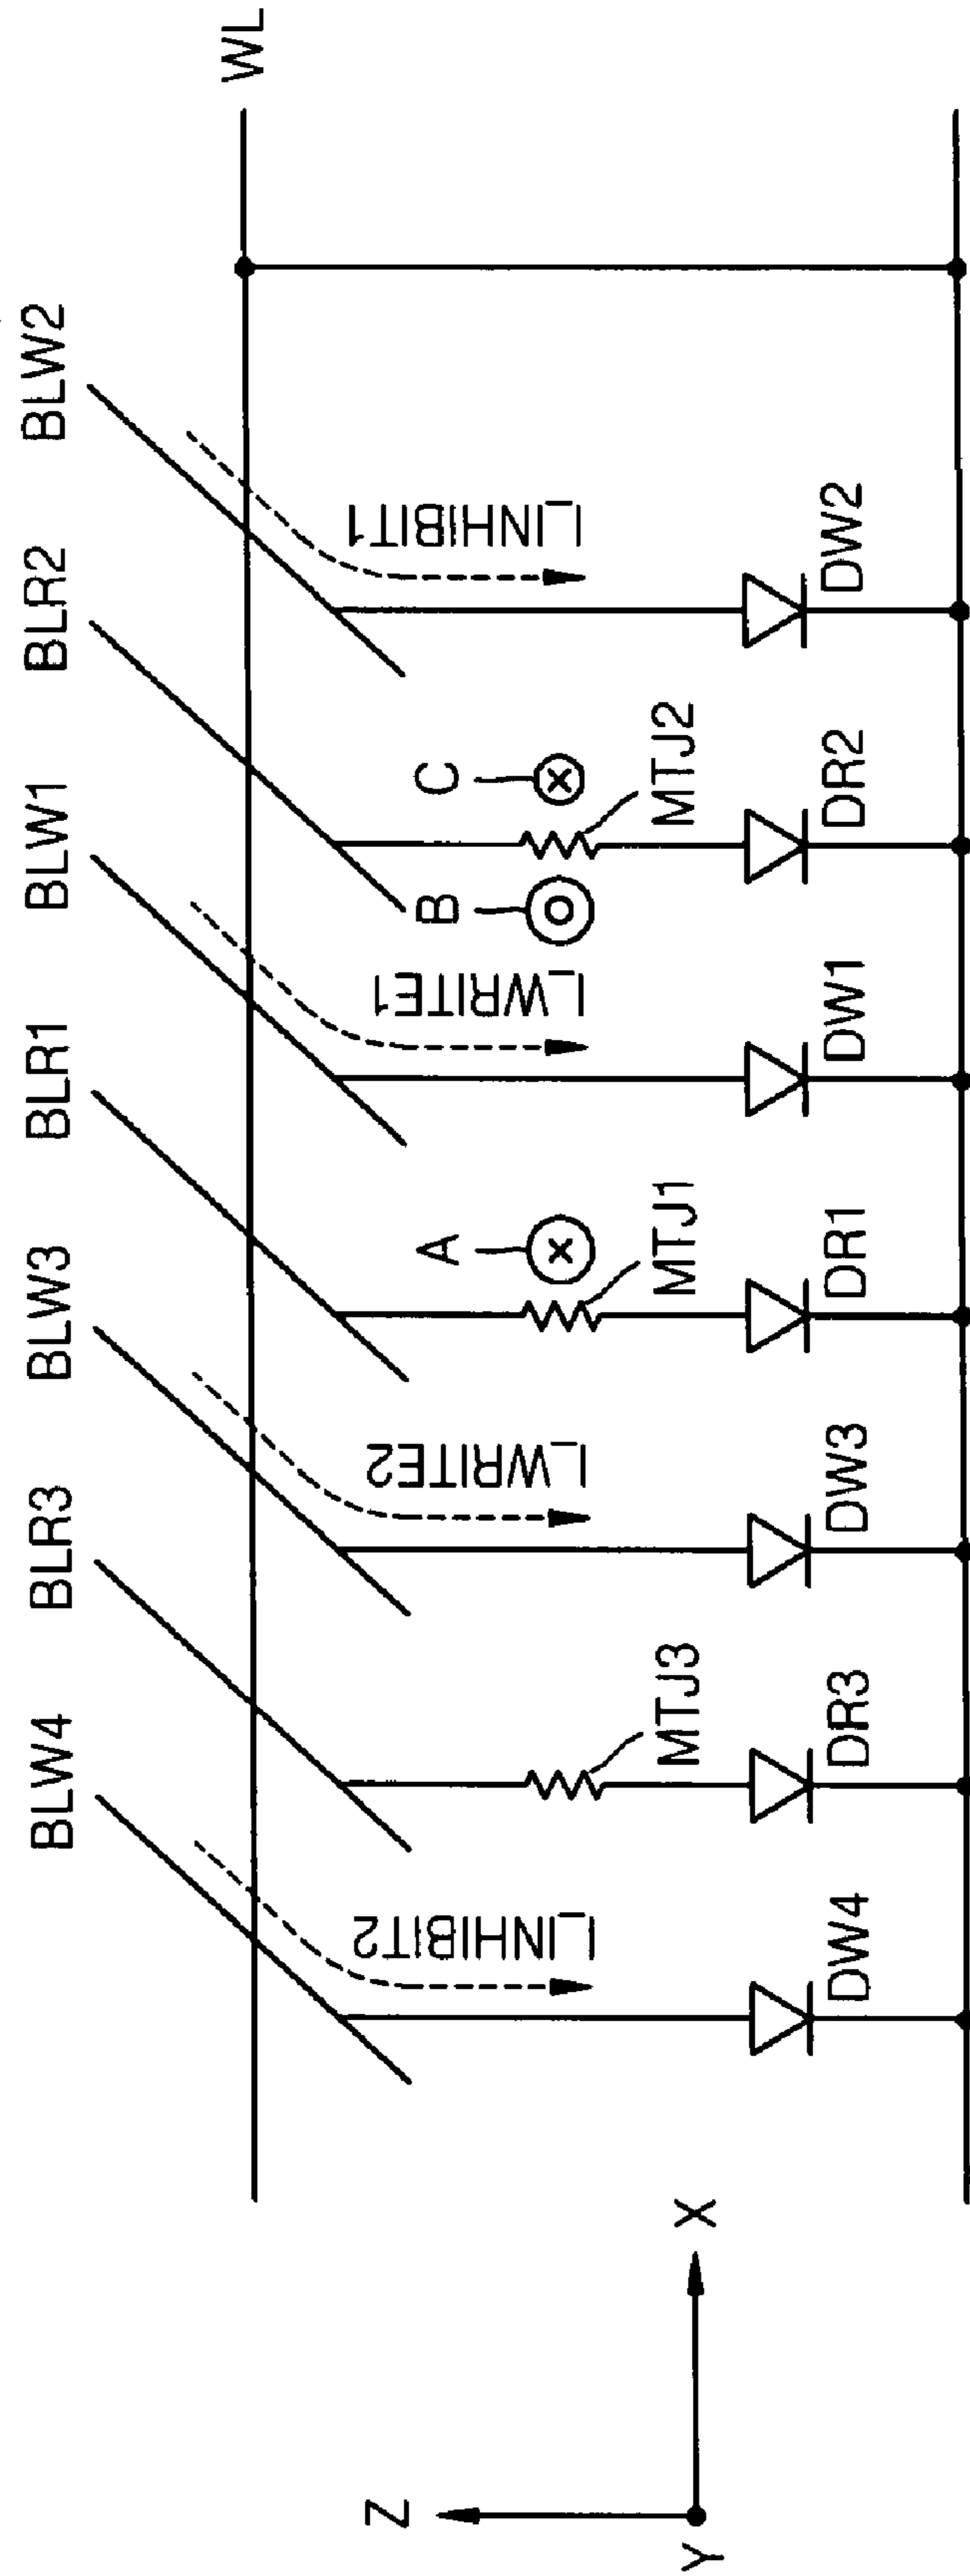 BLW4
BLR3
BLW3
BLR1
BLW1
BLR2
BLW2
WL
I_INHIBIT2
I_WRITE2
I_WRITE1
I_INHIBIT1
A
B
C
MTJ3
MTJ1
MTJ2
DW4
DR3
DW3
DR1
DW1
DR2
DW2
Z
Y
X